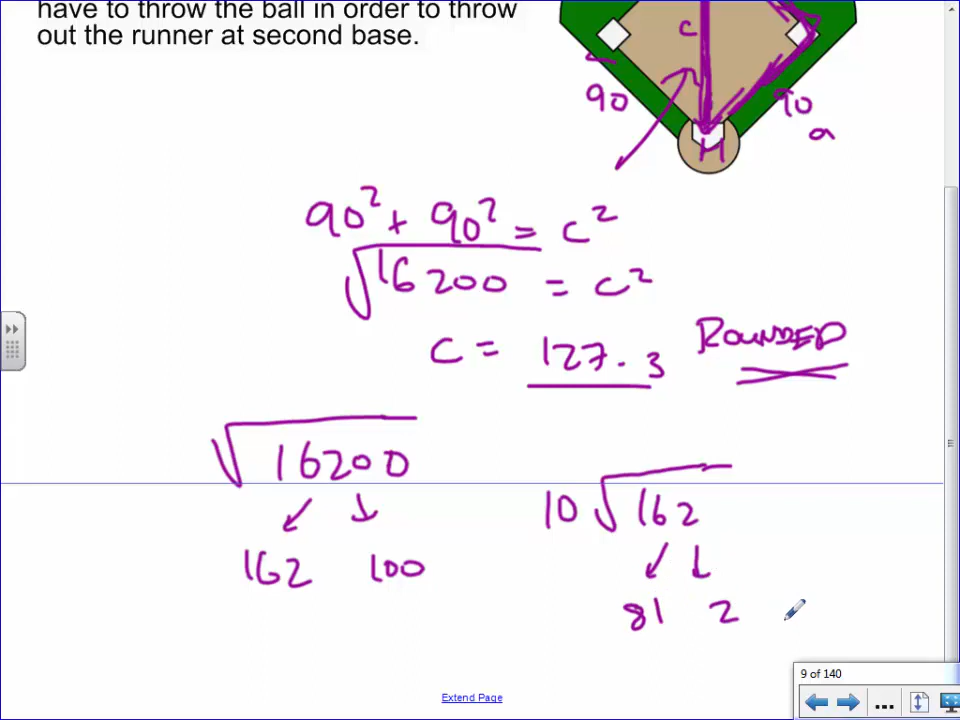 have to throw the ball in order to throw
out the runner at second base.
c
90
90
a
H
90² + 90² = c²
√16200 = c²
c = 127.3 ROUNDED
√16200
162 100
10√162
81 2
Extend Page
9 of 140
...